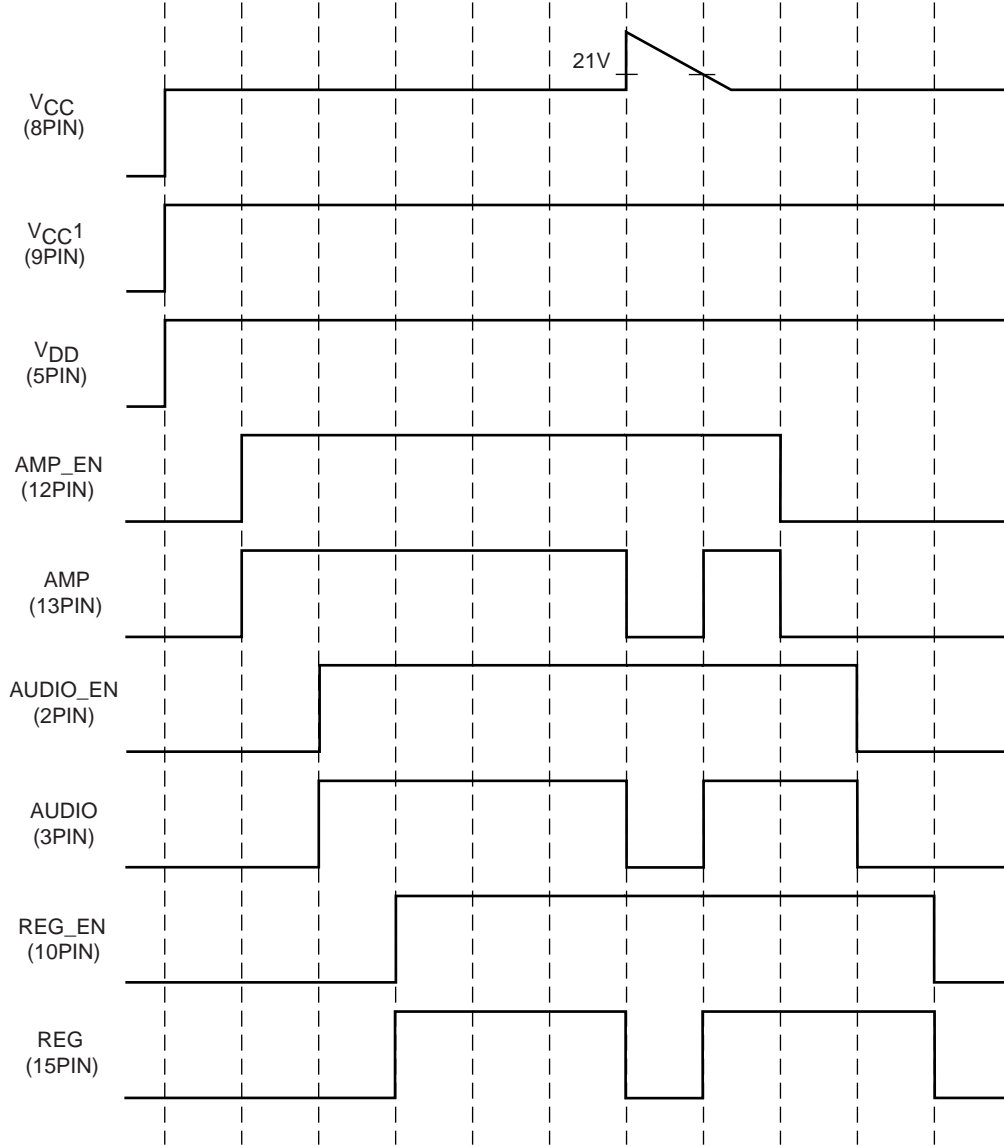 21V
VCC
(8PIN)
VCC1
(9PIN)
VDD
(5PIN)
AMP_EN
(12PIN)
AMP
(13PIN)
AUDIO_EN
(2PIN)
AUDIO
(3PIN)
REG_EN
(10PIN)
REG
(15PIN)